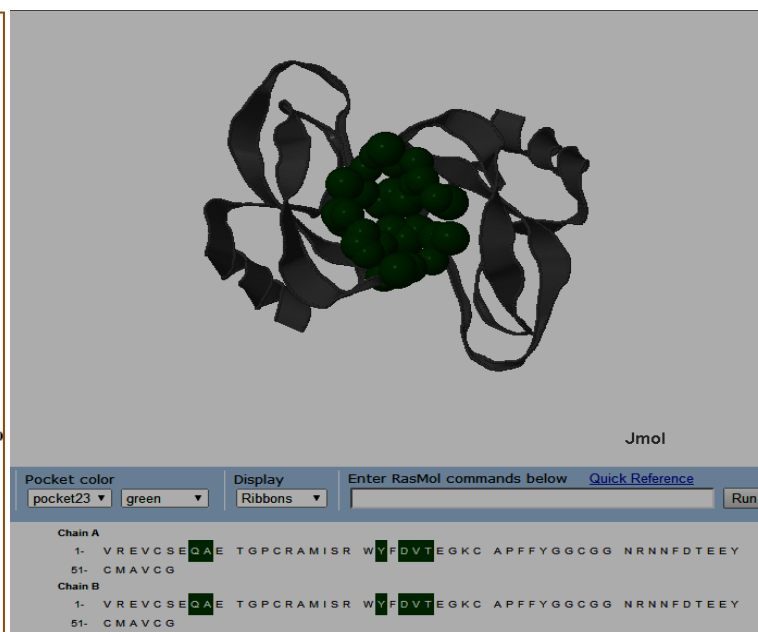 Jmol
Pocket color Display Enter RasMol commands below Quick Reference
pocket23 green Ribbons Run
Chain A
1- VREVCSEQAE TGPCRAMISR WYFDVTEGKC APFFYGGCGG NRNNFDTEEY
51- CMAVCG
Chain B
1- VREVCSEQAE TGPCRAMISR WYFDVTEGKC APFFYGGCGG NRNNFDTEEY
51- CMAVCG